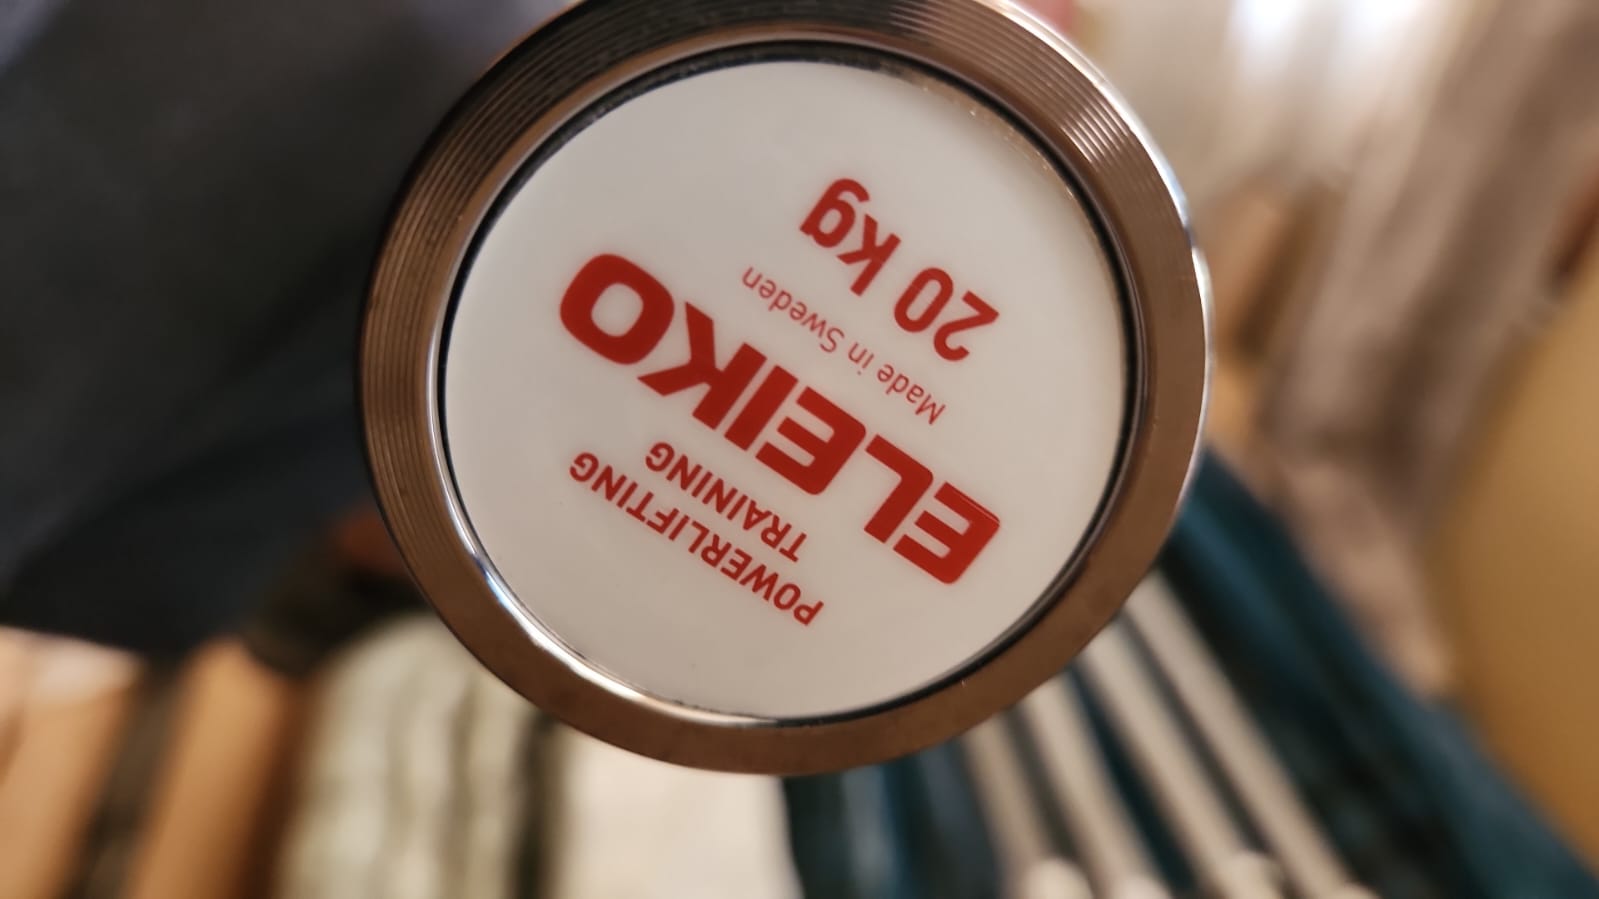 POWERLIFTING
TRAINING
ELEIKO
Made in Sweden
20 kg